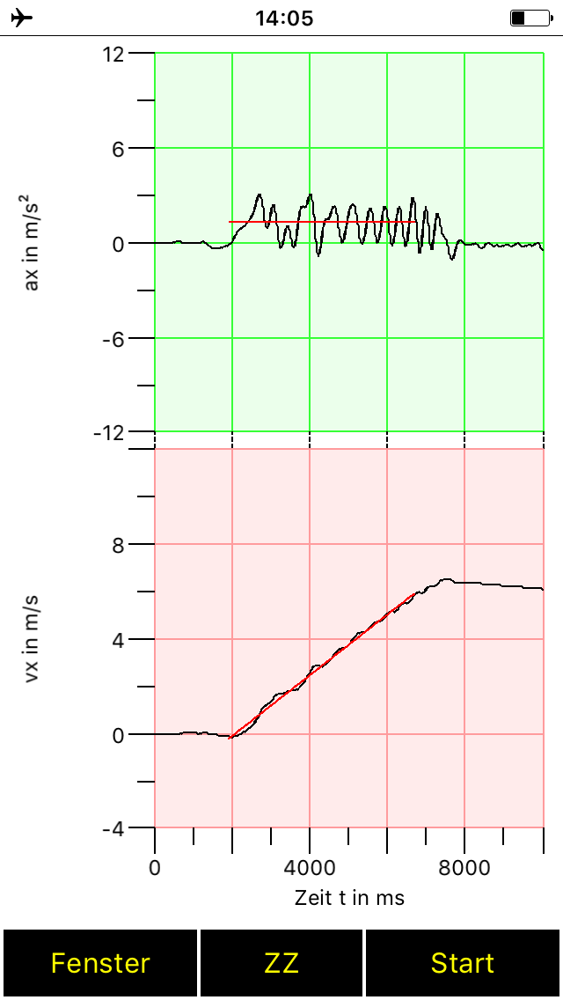 14:05
12
6
0
-6
-12
ax in m/s²
8
4
0
-4
vx in m/s
0 4000 8000
Zeit t in ms
Fenster ZZ Start